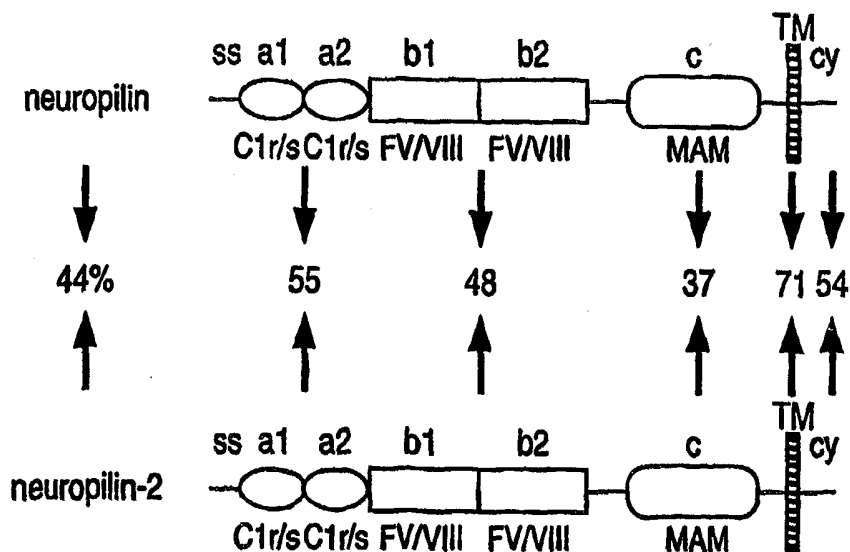 TM
ss a1 a2 b1 b2 c cy
neuropilin
C1r/s C1r/s FV/VIII FV/VIII MAM
44% 55 48 37 71 54
TM
ss a1 a2 b1 b2 c cy
neuropilin-2
C1r/s C1r/s FV/VIII FV/VIII MAM